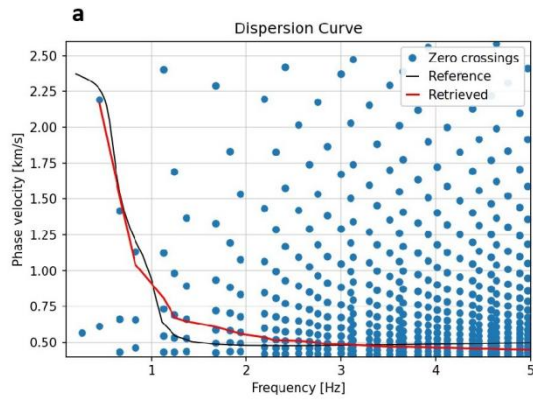 a
Dispersion Curve
Zero crossings
Reference
Retrieved
Phase velocity [km/s]
2.50
2.25
2.00
1.75
1.50
1.25
1.00
0.75
0.50
1 2 3 4 5
Frequency [Hz]